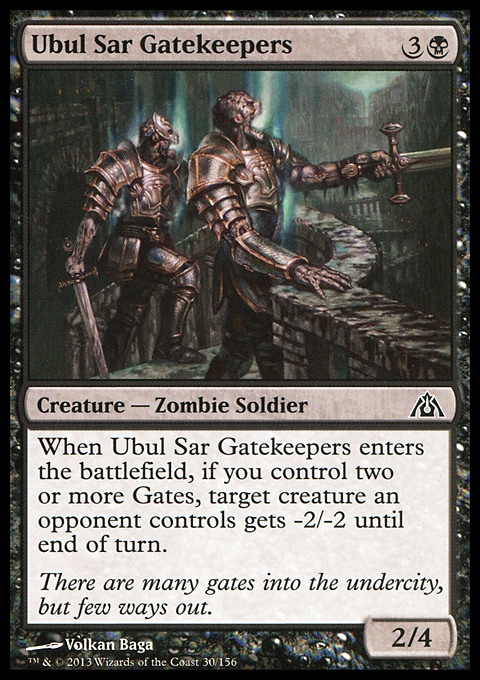 Ubul Sar Gatekeepers 3
Creature — Zombie Soldier
When Ubul Sar Gatekeepers enters
the battlefield, if you control two
or more Gates, target creature an
opponent controls gets -2/-2 until
end of turn.
There are many gates into the undercity,
but few ways out.
2/4
Volkan Baga
™ & © 2013 Wizards of the Coast 30/156